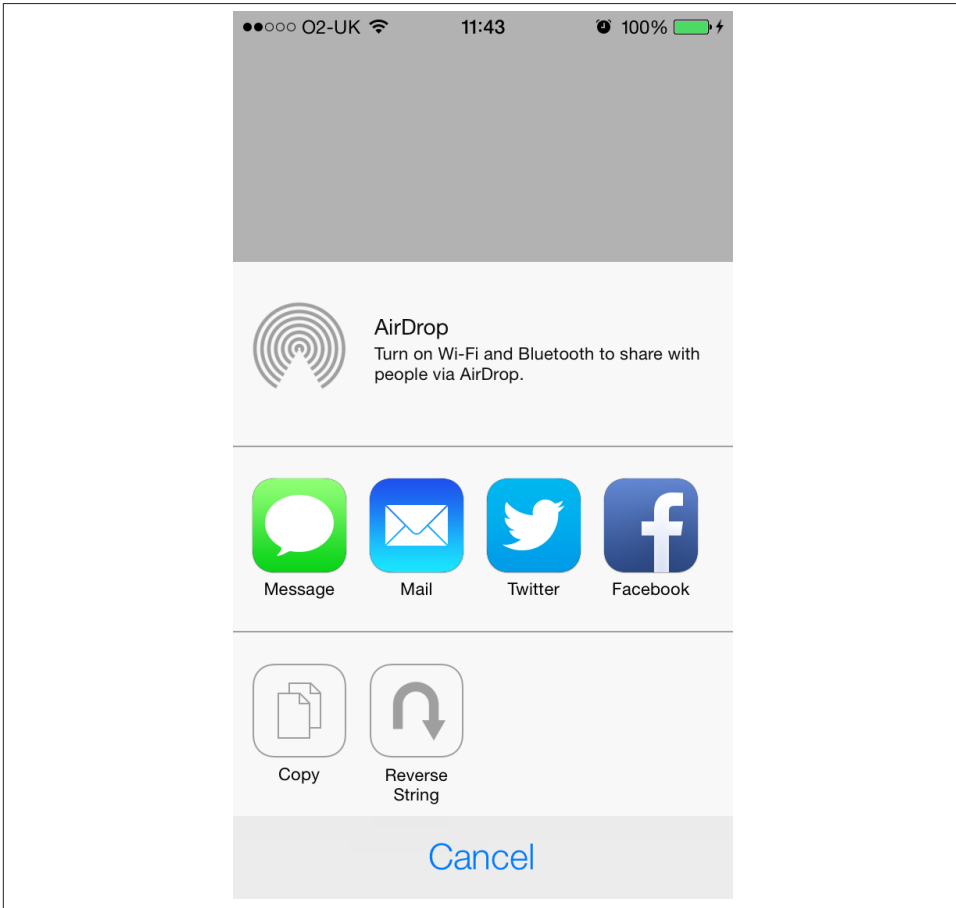 O2-UK 11:43 100%
AirDrop
Turn on Wi-Fi and Bluetooth to share with
people via AirDrop.
Message Mail Twitter Facebook
Copy Reverse
String
Cancel